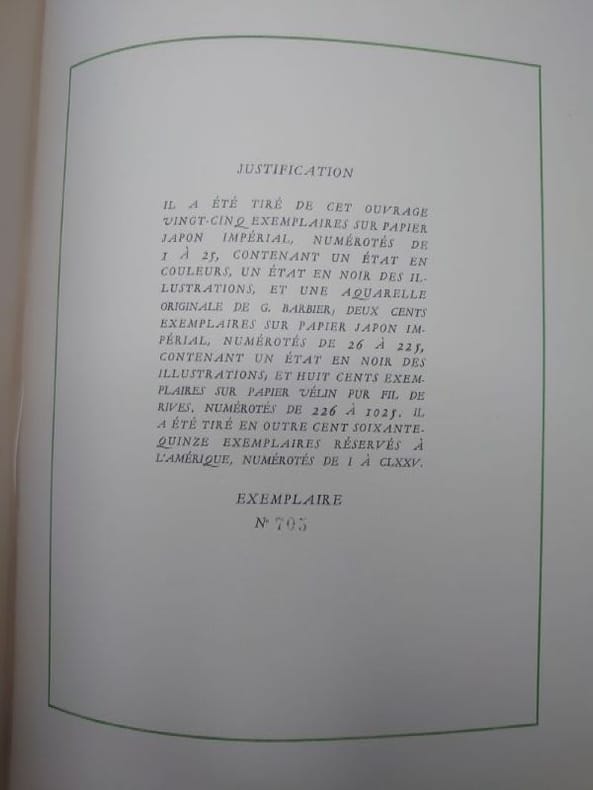 JUSTIFICATION
IL A ÉTÉ TIRÉ DE CET OUVRAGE
VINGT-CINQ EXEMPLAIRES SUR PAPIER
JAPON IMPÉRIAL, NUMÉROTÉS DE
1 À 25, CONTENANT UN ÉTAT EN
COULEURS, UN ÉTAT EN NOIR DES IL-
LUSTRATIONS, ET UNE AQUARELLE
ORIGINALE DE G. BARBIER; DEUX CENTS
EXEMPLAIRES SUR PAPIER JAPON IM-
PÉRIAL, NUMÉROTÉS DE 26 À 225,
CONTENANT UN ÉTAT EN NOIR DES
ILLUSTRATIONS; ET HUIT CENTS EXEM-
PLAIRES SUR PAPIER VÉLIN PUR FIL DE
RIVES, NUMÉROTÉS DE 226 À 1025. IL
A ÉTÉ TIRÉ EN OUTRE CENT SOIXANTE-
QUINZE EXEMPLAIRES RÉSERVÉS À
L'AMÉRIQUE, NUMÉROTÉS DE I À CLXXV.
EXEMPLAIRE
Nº 705